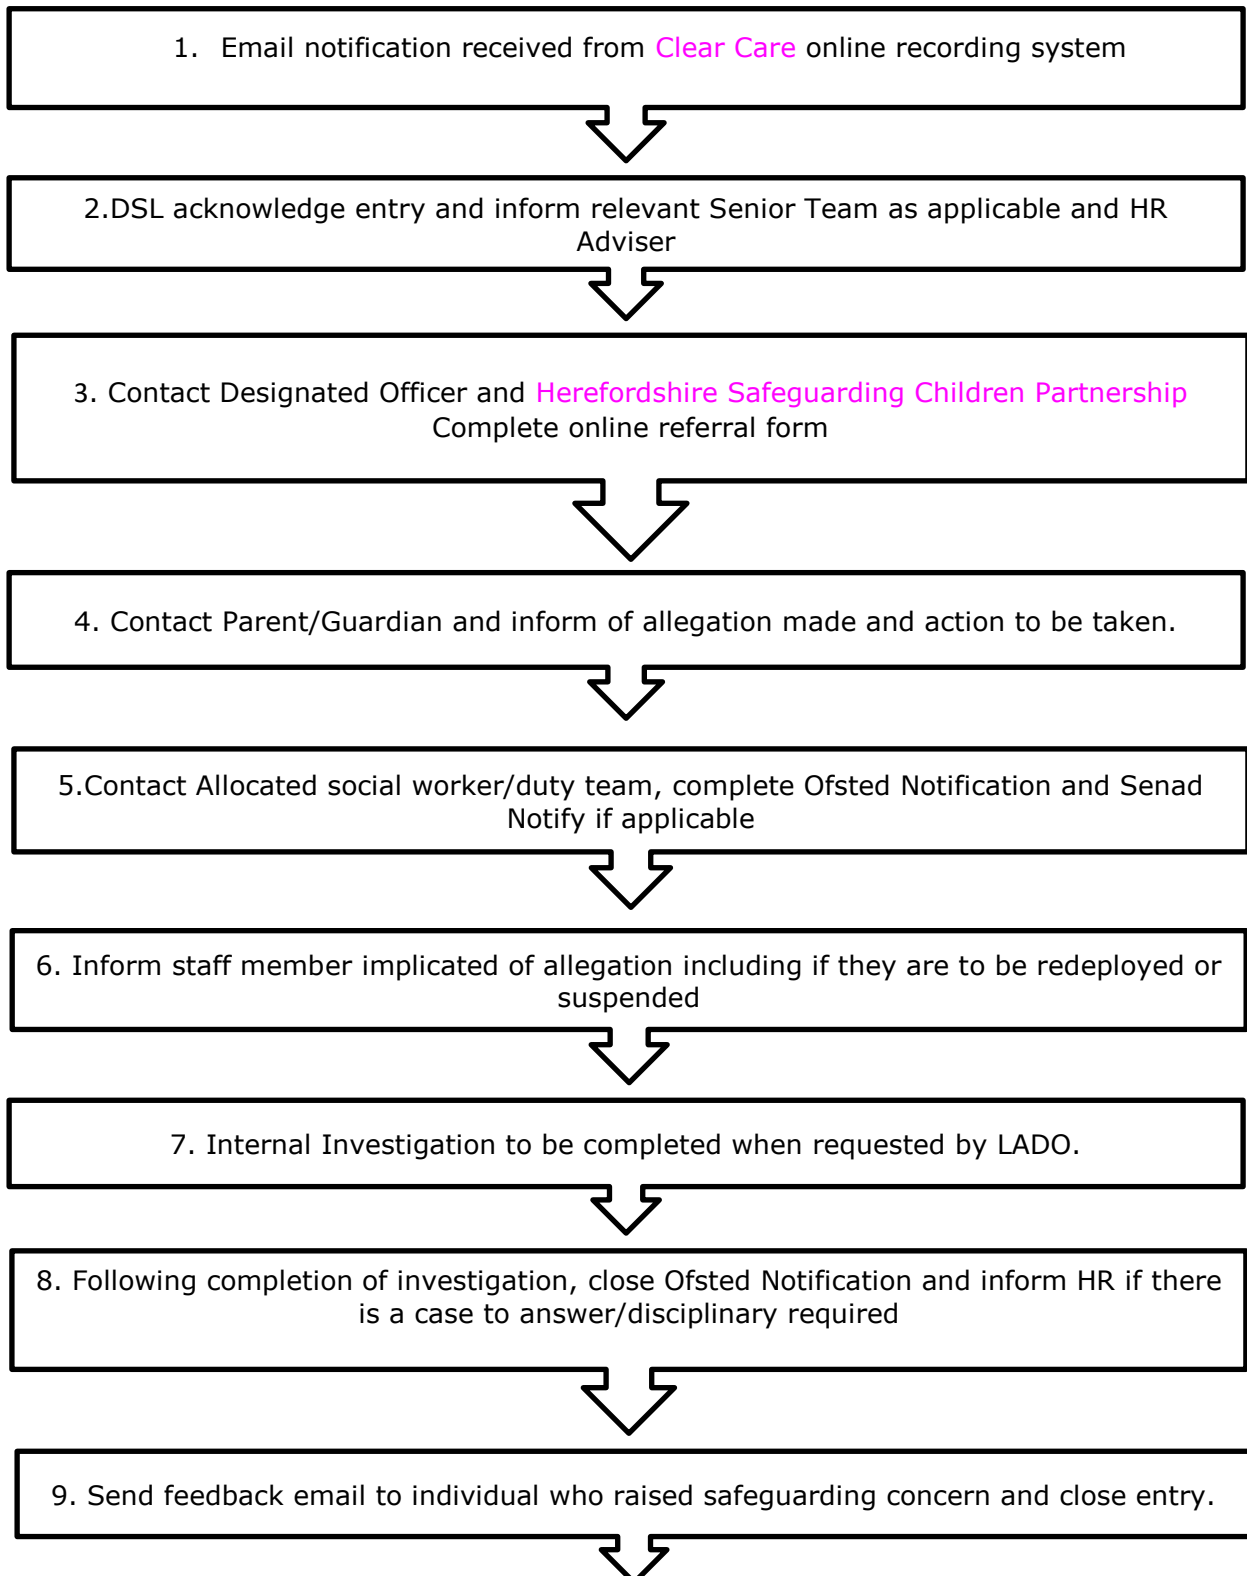 1. Email notification received from Clear Care online recording system
2.DSL acknowledge entry and inform relevant Senior Team as applicable and HR
Adviser
3. Contact Designated Officer and Herefordshire Safeguarding Children Partnership
Complete online referral form
4. Contact Parent/Guardian and inform of allegation made and action to be taken.
5.Contact Allocated social worker/duty team, complete Ofsted Notification and Senad
Notify if applicable
6. Inform staff member implicated of allegation including if they are to be redeployed or
suspended
7. Internal Investigation to be completed when requested by LADO.
8. Following completion of investigation, close Ofsted Notification and inform HR if there
is a case to answer/disciplinary required
9. Send feedback email to individual who raised safeguarding concern and close entry.